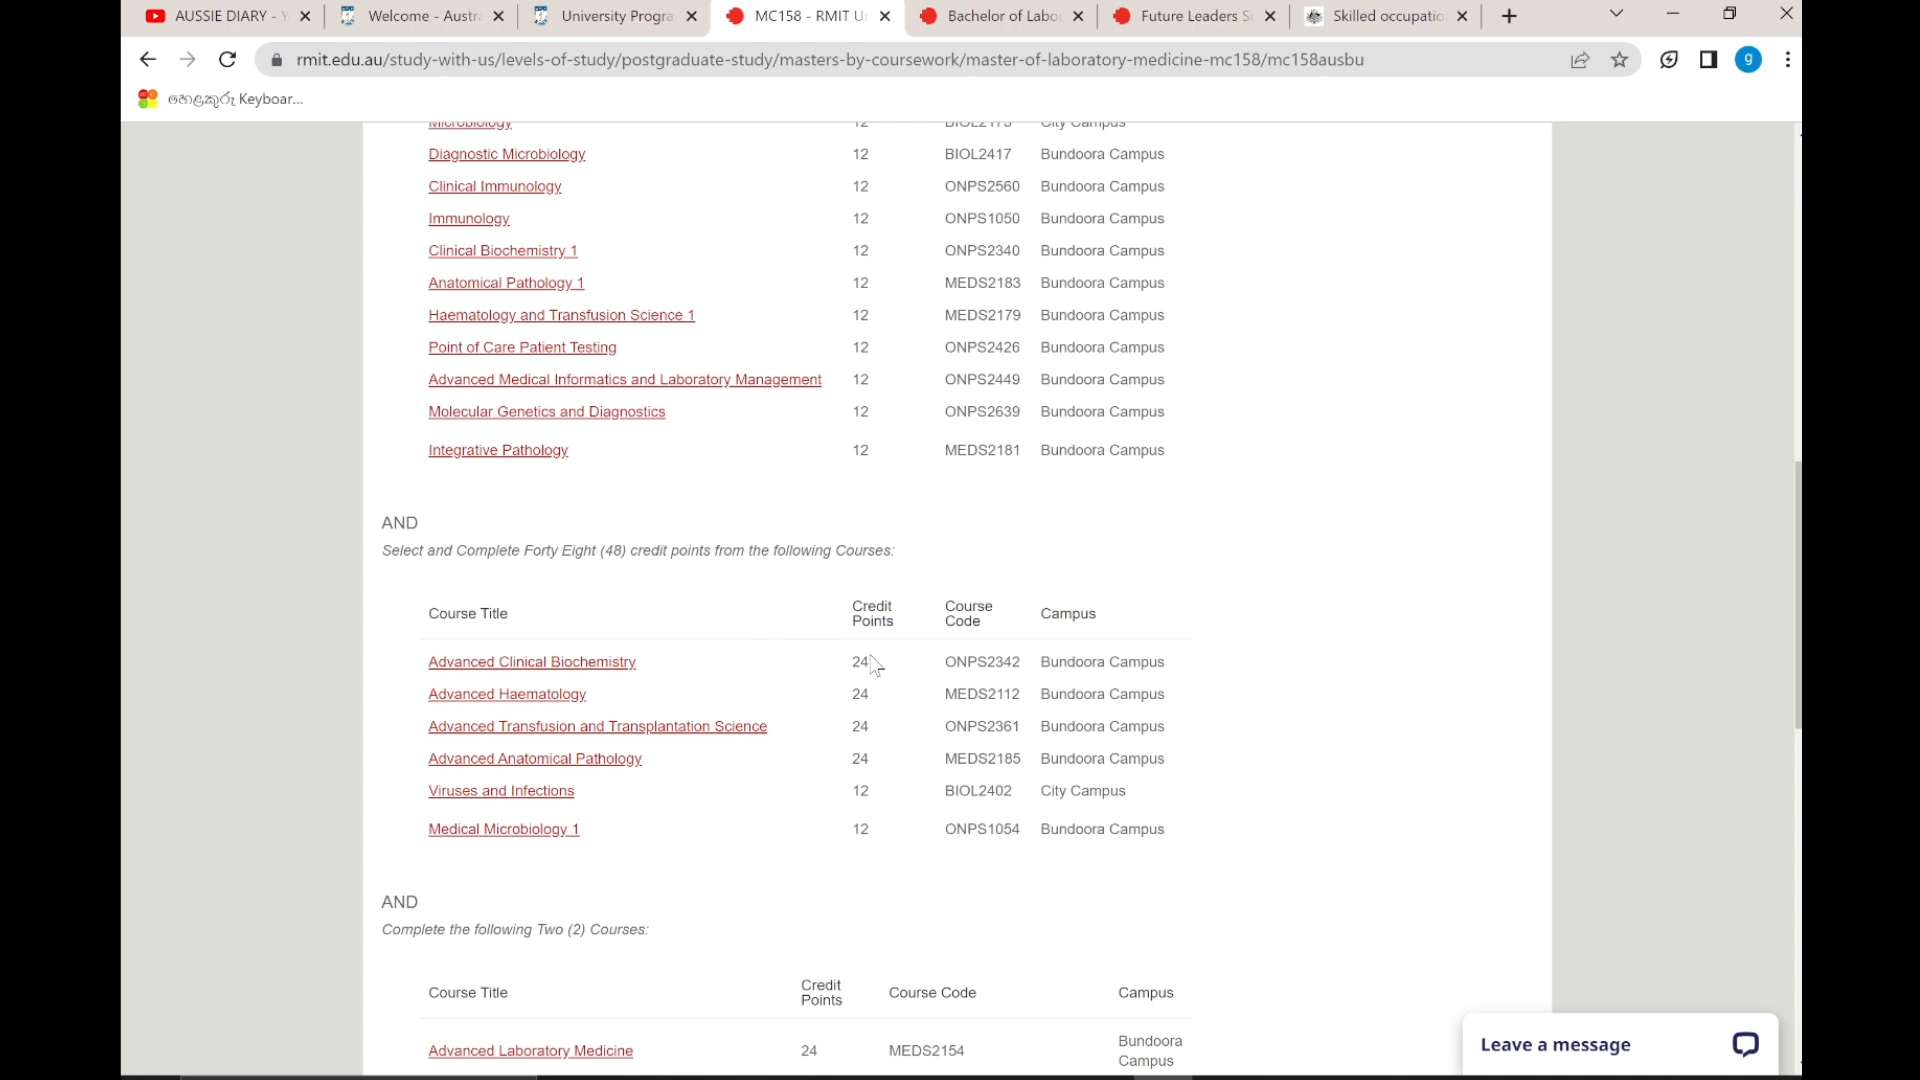 AUSSIE DIARY - Y
Welcome - Austra
University Progra
MC158 - RMIT U
Bachelor of Labo
Future Leaders Sc
Skilled occupatio
rmit.edu.au/study-with-us/levels-of-study/postgraduate-study/masters-by-coursework/master-of-laboratory-medicine-mc158/mc158ausbu
g
හෙළකුරු Keyboar...
Microbiology 12 BIOL2173 City Campus
Diagnostic Microbiology 12 BIOL2417 Bundoora Campus
Clinical Immunology 12 ONPS2560 Bundoora Campus
Immunology 12 ONPS1050 Bundoora Campus
Clinical Biochemistry 1 12 ONPS2340 Bundoora Campus
Anatomical Pathology 1 12 MEDS2183 Bundoora Campus
Haematology and Transfusion Science 1 12 MEDS2179 Bundoora Campus
Point of Care Patient Testing 12 ONPS2426 Bundoora Campus
Advanced Medical Informatics and Laboratory Management 12 ONPS2449 Bundoora Campus
Molecular Genetics and Diagnostics 12 ONPS2639 Bundoora Campus
Integrative Pathology 12 MEDS2181 Bundoora Campus
AND
Select and Complete Forty Eight (48) credit points from the following Courses:
Course Title Credit Points Course Code Campus
Advanced Clinical Biochemistry 24 ONPS2342 Bundoora Campus
Advanced Haematology 24 MEDS2112 Bundoora Campus
Advanced Transfusion and Transplantation Science 24 ONPS2361 Bundoora Campus
Advanced Anatomical Pathology 24 MEDS2185 Bundoora Campus
Viruses and Infections 12 BIOL2402 City Campus
Medical Microbiology 1 12 ONPS1054 Bundoora Campus
AND
Complete the following Two (2) Courses:
Course Title Credit Points Course Code Campus
Advanced Laboratory Medicine 24 MEDS2154 Bundoora Campus
Leave a message